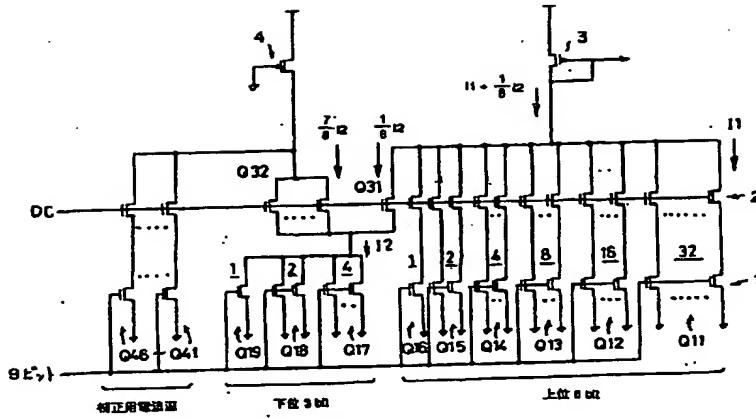 4
3
I1 + 1/8 I2
7/8 I2
1/8 I2
I1
Q32
Q31
DC
2
I2
1
2
4
1
2
4
8
16
32
Q46
Q41
Q19
Q18
Q17
Q16
Q15
Q14
Q13
Q12
Q11
9ビット
補正用電流源
下位3bit
上位6bit